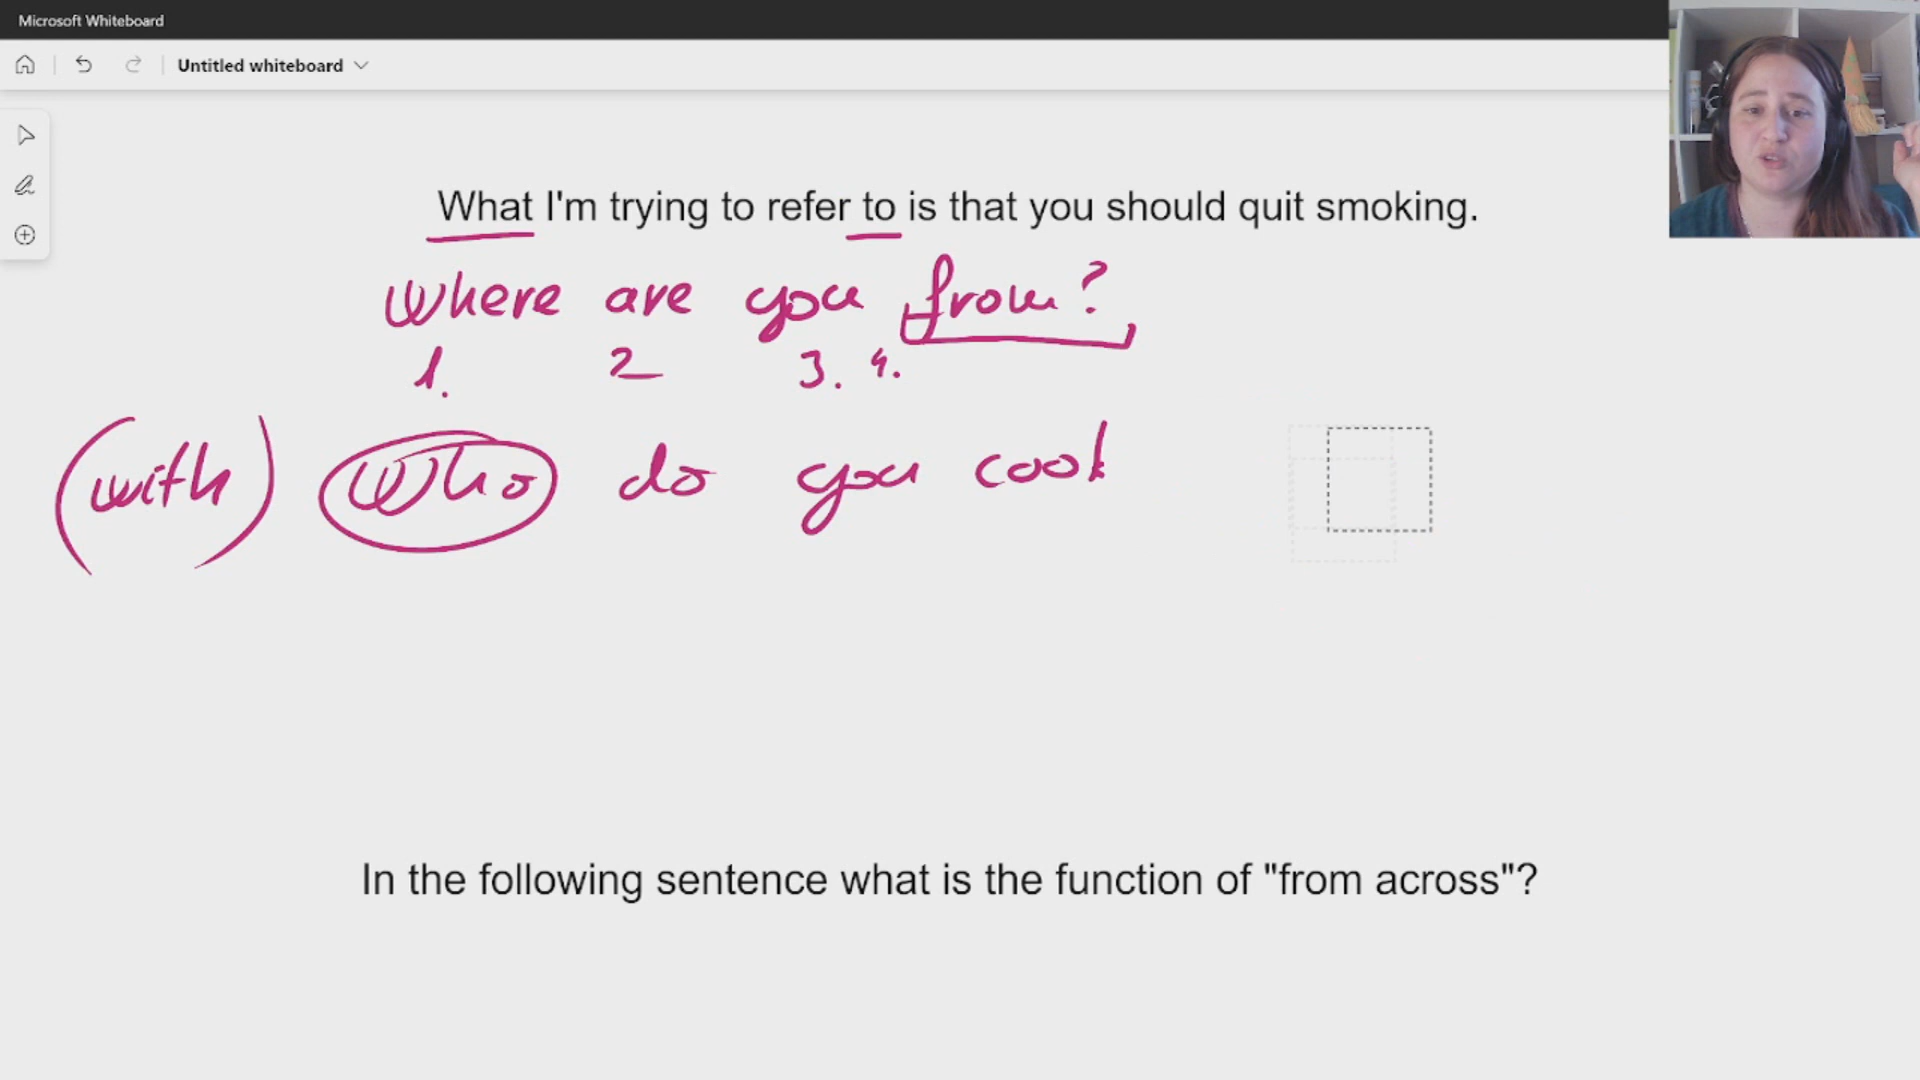 Microsoft Whiteboard
Untitled whiteboard
What I'm trying to refer to is that you should quit smoking.
Where are you from?
1. 2 3. 4.
(with) Who do you cook
In the following sentence what is the function of "from across"?